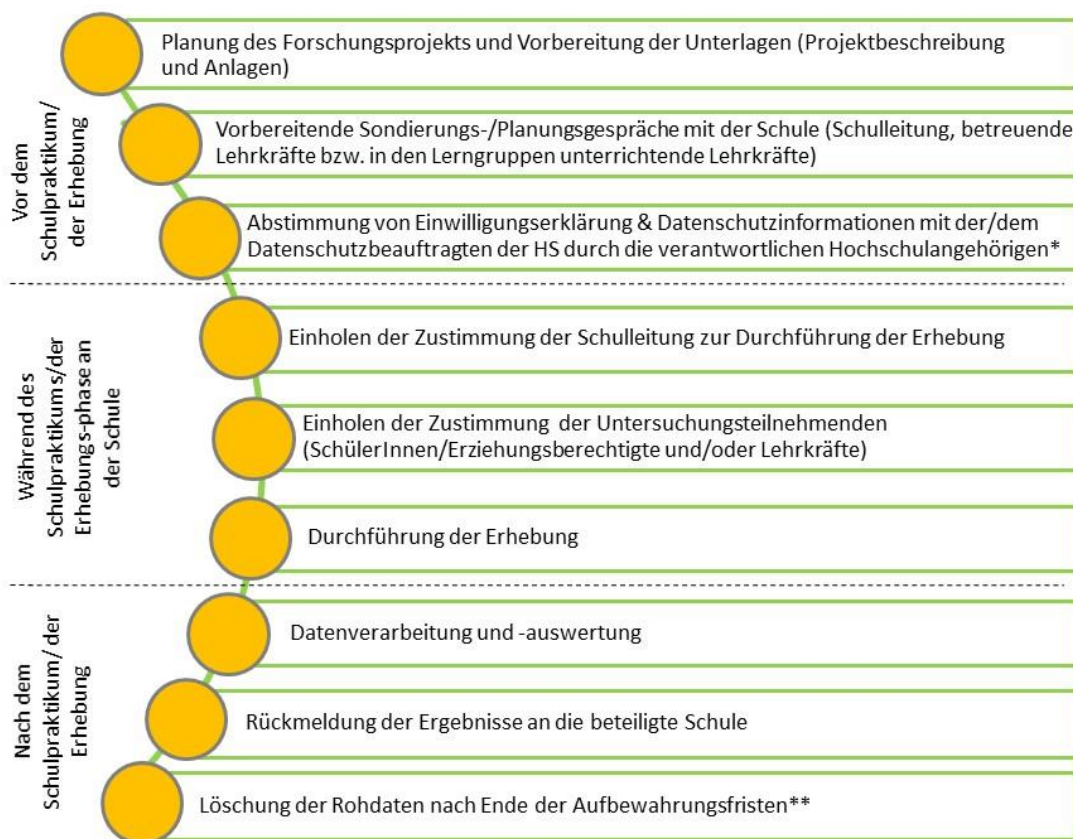 Vor dem
Schulpraktikum/
der Erhebung
Planung des Forschungsprojekts und Vorbereitung der Unterlagen (Projektbeschreibung
und Anlagen)
Vorbereitende Sondierungs-/Planungsgespräche mit der Schule (Schulleitung, betreuende
Lehrkräfte bzw. in den Lerngruppen unterrichtende Lehrkräfte)
Abstimmung von Einwilligungserklärung & Datenschutzinformationen mit der/dem
Datenschutzbeauftragten der HS durch die verantwortlichen Hochschulangehörigen*
Während des
Schulpraktikums/der
Erhebungs-phase an
der Schule
Einholen der Zustimmung der Schulleitung zur Durchführung der Erhebung
Einholen der Zustimmung der Untersuchungsteilnehmenden
(SchülerInnen/Erziehungsberechtigte und/oder Lehrkräfte)
Durchführung der Erhebung
Nach dem
Schulpraktikum/ der
Erhebung
Datenverarbeitung und -auswertung
Rückmeldung der Ergebnisse an die beteiligte Schule
Löschung der Rohdaten nach Ende der Aufbewahrungsfristen**